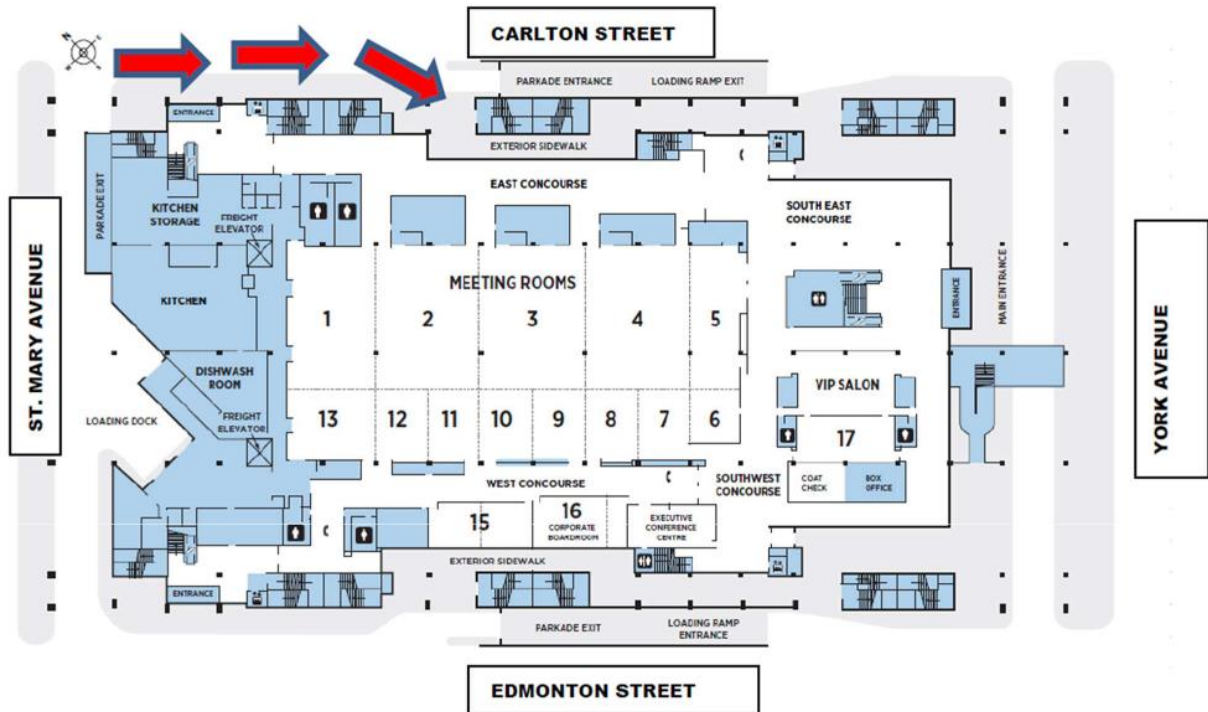 CARLTON STREET
N
PARKADE ENTRANCE
LOADING RAMP EXIT
ENTRANCE
EXTERIOR SIDEWALK
EAST CONCOURSE
PARKADE EXIT
KITCHEN
STORAGE
FREIGHT
ELEVATOR
SOUTH EAST
CONCOURSE
ST. MARY AVENUE
KITCHEN
MEETING ROOMS
1
2
3
4
5
ENTRANCE
MAIN ENTRANCE
YORK AVENUE
DISHWASH
ROOM
VIP SALON
LOADING DOCK
FREIGHT
ELEVATOR
13
12
11
10
9
8
7
6
17
WEST CONCOURSE
SOUTHWEST
CONCOURSE
COAT
CHECK
BOX
OFFICE
15
16
CORPORATE
BOARDROOM
EXECUTIVE
CONFERENCE
CENTRE
EXTERIOR SIDEWALK
ENTRANCE
PARKADE EXIT
LOADING RAMP
ENTRANCE
EDMONTON STREET